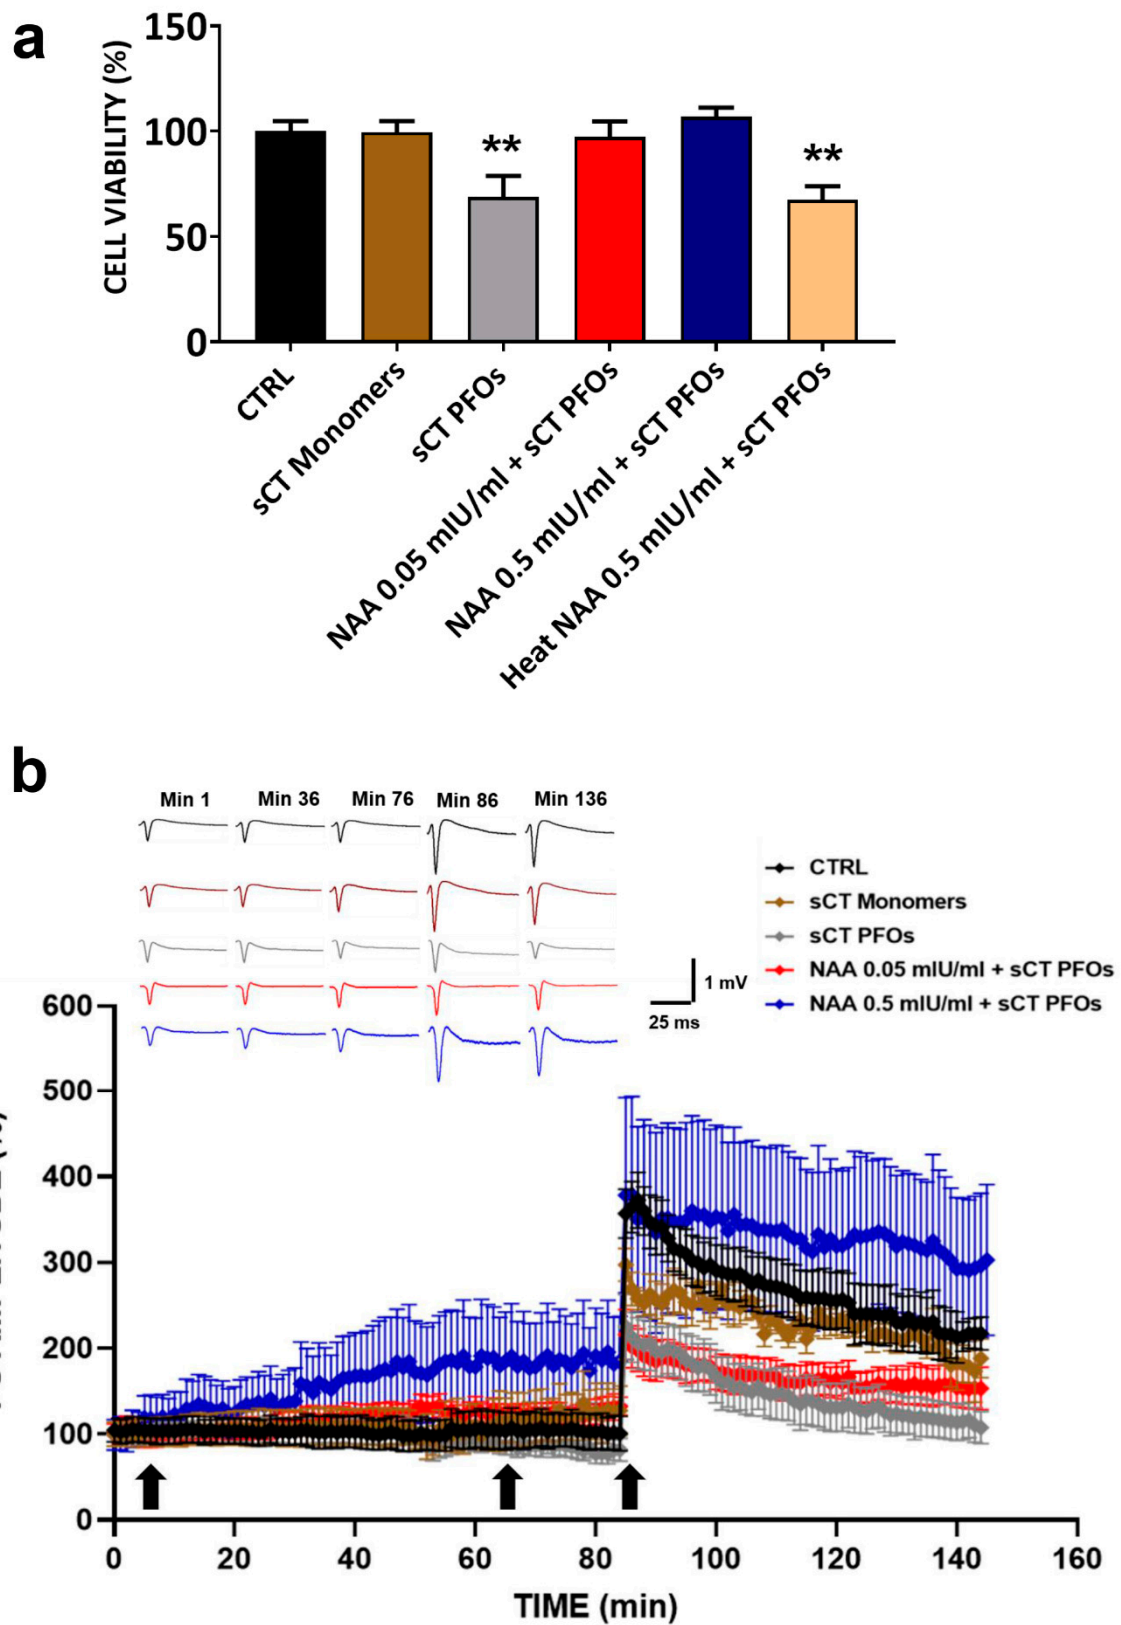 a
CELL VIABILITY (%)
150
100
50
0
**
**
CTRL
sCT Monomers
sCT PFOs
NAA 0.05 mIU/ml + sCT PFOs
NAA 0.5 mIU/ml + sCT PFOs
Heat NAA 0.5 mIU/ml + sCT PFOs
b
Min 1 Min 36 Min 76 Min 86 Min 136
CTRL
sCT Monomers
sCT PFOs
NAA 0.05 mIU/ml + sCT PFOs
NAA 0.5 mIU/ml + sCT PFOs
1 mV
25 ms
600
500
400
300
200
100
0
0 20 40 60 80 100 120 140 160
TIME (min)